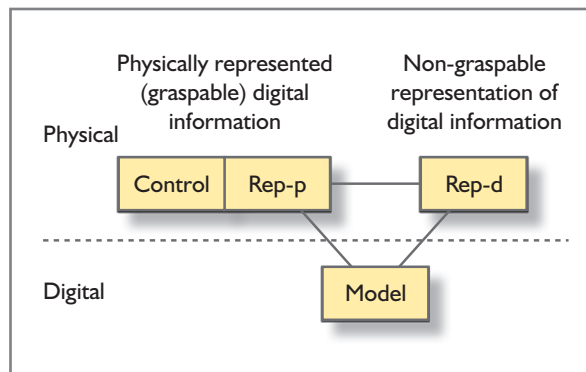 Physically represented
(graspable) digital
information
Non-graspable
representation of
digital information
Physical
Control
Rep-p
Rep-d
Digital
Model